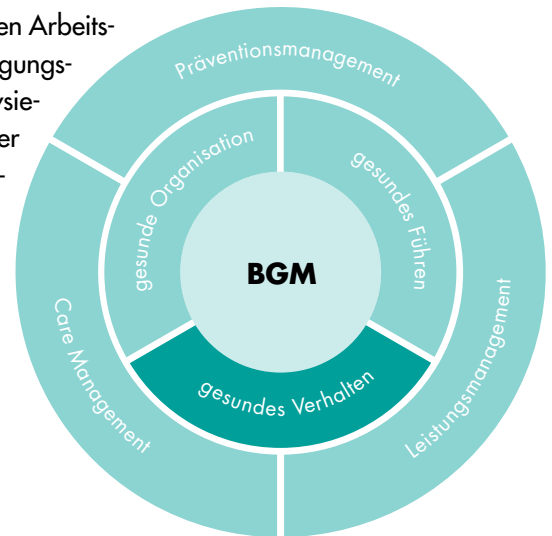 en Arbeits-
gungs-
ysie-
er
-
Präventionsmanagement
gesunde Organisation
gesundes Führen
BGM
gesundes Verhalten
Care Management
Leistungsmanagement